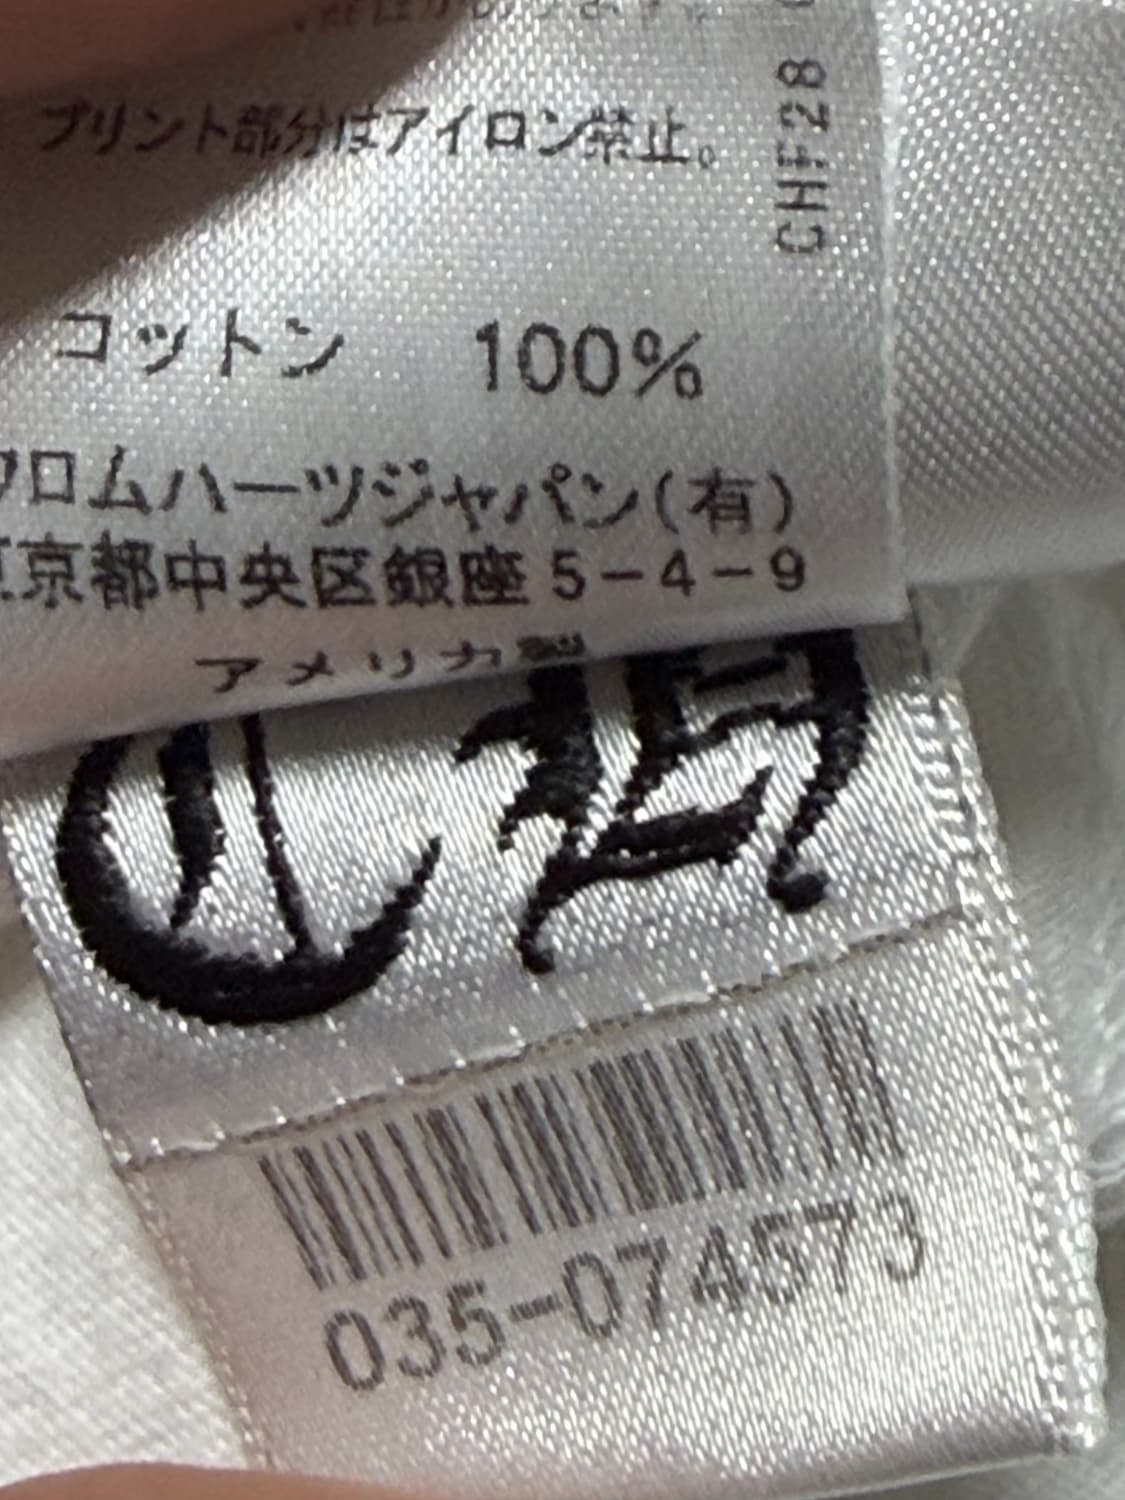 プリント部分はアイロン禁止。
CHF28
コットン 100%
クロムハーツジャパン(有)
東京都中央区銀座5-4-9
アメリカ製
CH
035-074573